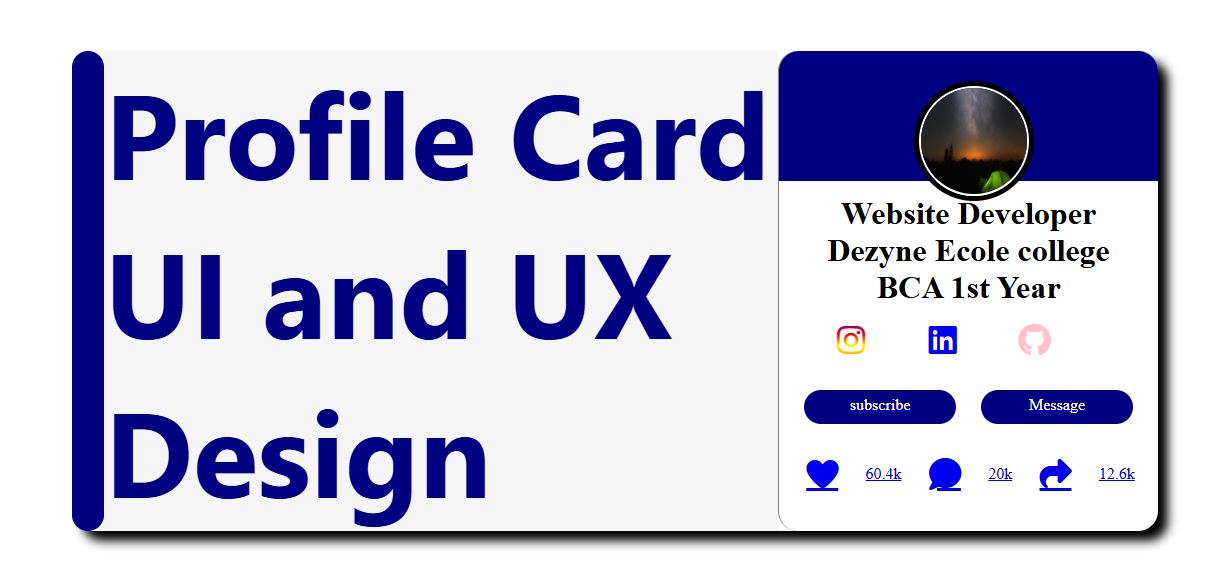 Profile Card
UI and UX
Design
Website Developer
Dezyne Ecole college
BCA 1st Year
in
subscribe
Message
60.4k
20k
12.6k